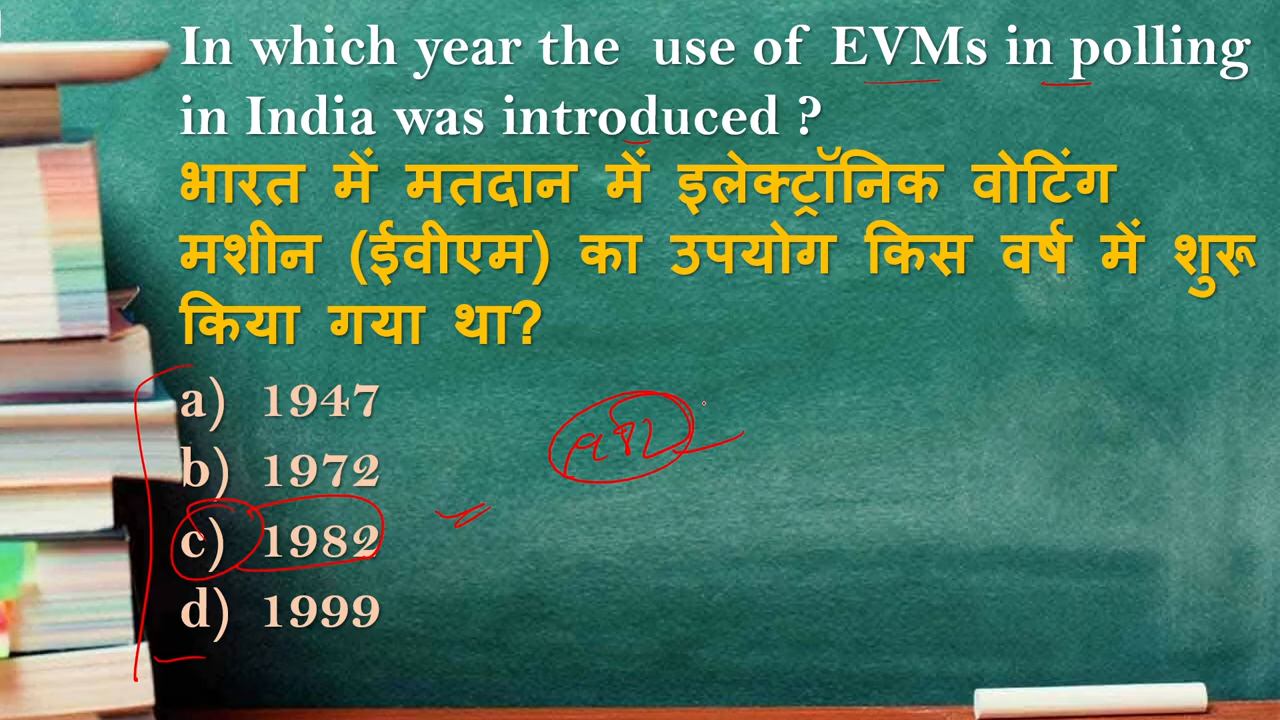 In which year the use of EVMs in polling
in India was introduced ?
भारत में मतदान में इलेक्ट्रॉनिक वोटिंग
मशीन (ईवीएम) का उपयोग किस वर्ष में शुरू
किया गया था?
a) 1947
1982
b) 1972
c) 1982
d) 1999